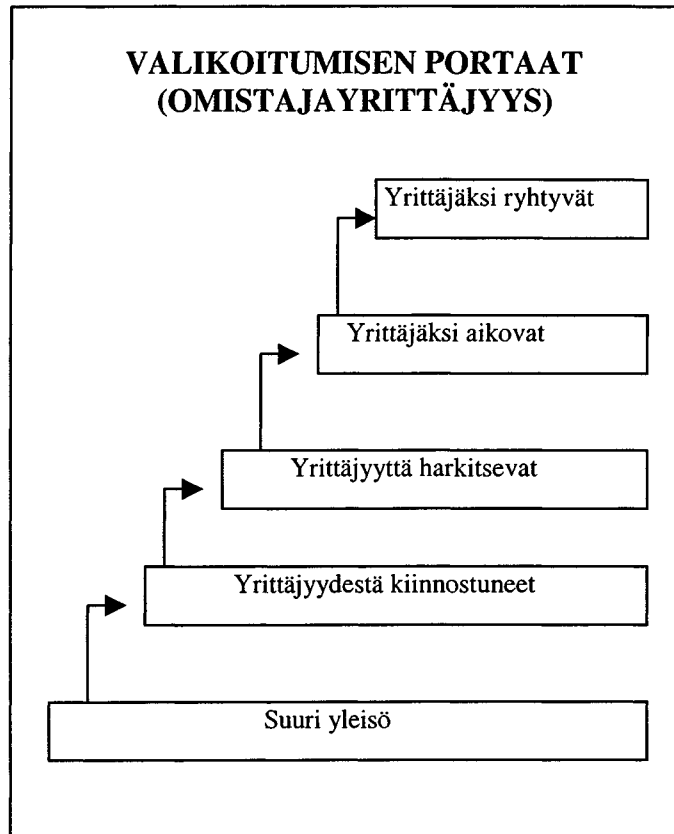 VALIKOITUMISEN PORTAAT
(OMISTAJAYRITTÄJYYS)
Yrittäjäksi ryhtyvät
Yrittäjäksi aikovat
Yrittäjyyttä harkitsevat
Yrittäjyydestä kiinnostuneet
Suuri yleisö